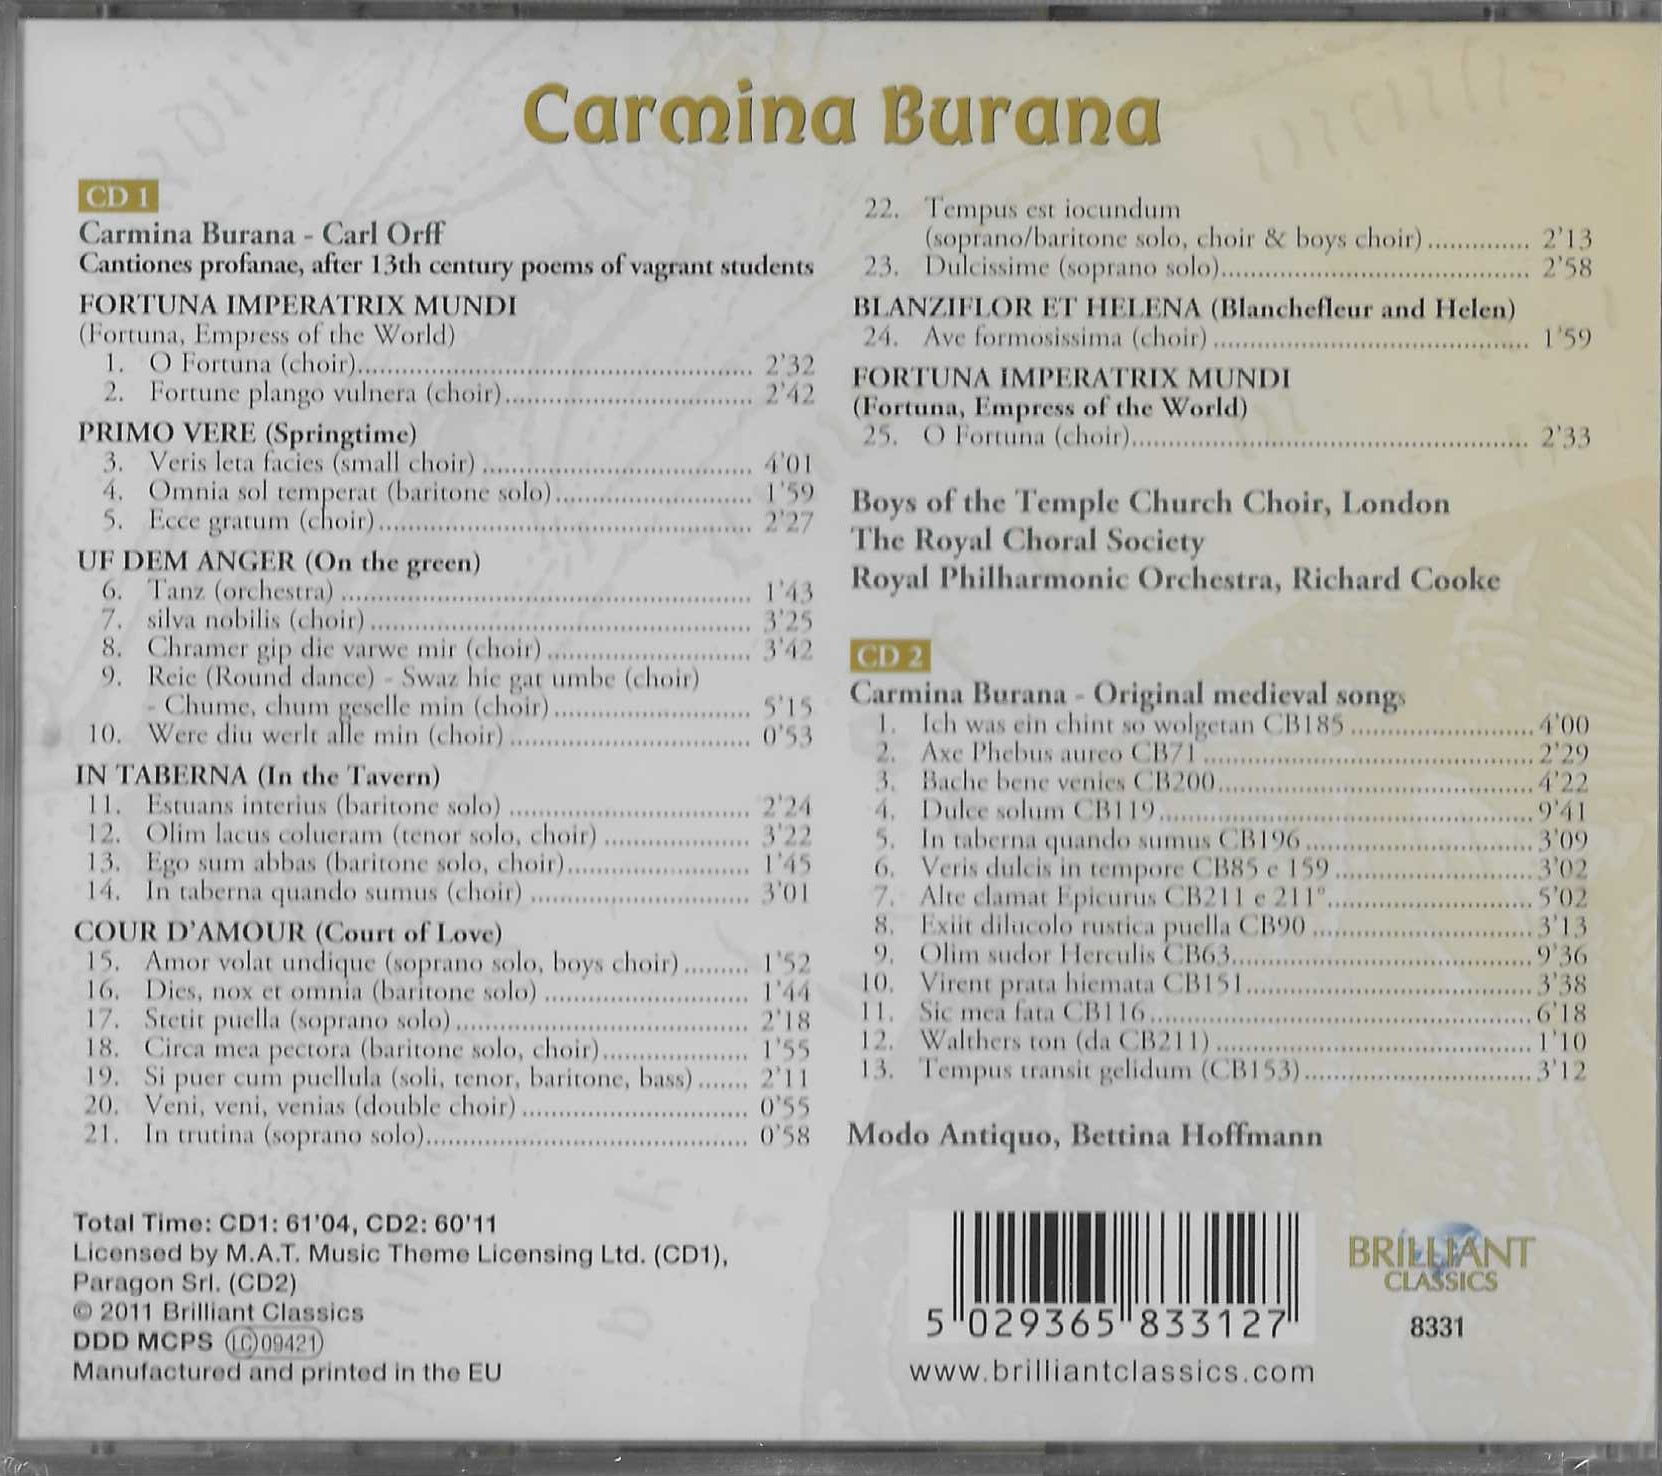 Carmina Burana
CD 1
Carmina Burana - Carl Orff
Cantiones profanae, after 13th century poems of vagrant students
FORTUNA IMPERATRIX MUNDI
(Fortuna, Empress of the World)
1. O Fortuna (choir) 2'32
2. Fortune plango vulnera (choir) 2'42
PRIMO VERE (Springtime)
3. Veris leta facies (small choir) 4'01
4. Omnia sol temperat (baritone solo) 1'59
5. Ecce gratum (choir) 2'27
UF DEM ANGER (On the green)
6. Tanz (orchestra) 1'43
7. silva nobilis (choir) 3'25
8. Chramer gip die varwe mir (choir) 3'42
9. Reie (Round dance) - Swaz hie gat umbe (choir)
- Chume, chum geselle min (choir) 5'15
10. Were diu werlt alle min (choir) 0'53
IN TABERNA (In the Tavern)
11. Estuans interius (baritone solo) 2'24
12. Olim lacus colueram (tenor solo, choir) 3'22
13. Ego sum abbas (baritone solo, choir) 1'45
14. In taberna quando sumus (choir) 3'01
COUR D'AMOUR (Court of Love)
15. Amor volat undique (soprano solo, boys choir) 1'52
16. Dies, nox et omnia (baritone solo) 1'44
17. Stetit puella (soprano solo) 2'18
18. Circa mea pectora (baritone solo, choir) 1'55
19. Si puer cum puellula (soli, tenor, baritone, bass) 2'11
20. Veni, veni, venias (double choir) 0'55
21. In trutina (soprano solo) 0'58
22. Tempus est iocundum
(soprano/baritone solo, choir & boys choir) 2'13
23. Dulcissime (soprano solo) 2'58
BLANZIFLOR ET HELENA (Blanchefleur and Helen)
24. Ave formosissima (choir) 1'59
FORTUNA IMPERATRIX MUNDI
(Fortuna, Empress of the World)
25. O Fortuna (choir) 2'33
Boys of the Temple Church Choir, London
The Royal Choral Society
Royal Philharmonic Orchestra, Richard Cooke
CD 2
Carmina Burana - Original medieval songs
1. Ich was ein chint so wolgetan CB185 4'00
2. Axe Phebus aureo CB71 2'29
3. Bache bene venies CB200 4'22
4. Dulce solum CB119 9'41
5. In taberna quando sumus CB196 3'09
6. Veris dulcis in tempore CB85 e 159 3'02
7. Alte clamat Epicurus CB211 e 211° 5'02
8. Exiit dilucolo rustica puella CB90 3'13
9. Olim sudor Herculis CB63 9'36
10. Virent prata hiemata CB151 3'38
11. Sic mea fata CB116 6'18
12. Walthers ton (da CB211) 1'10
13. Tempus transit gelidum (CB153) 3'12
Modo Antiquo, Bettina Hoffmann
Total Time: CD1: 61'04, CD2: 60'11
Licensed by M.A.T. Music Theme Licensing Ltd. (CD1),
Paragon Srl. (CD2)
© 2011 Brilliant Classics
DDD MCPS LC 09421
Manufactured and printed in the EU
5 029365 833127
www.brilliantclassics.com
BRILLIANT
CLASSICS
8331